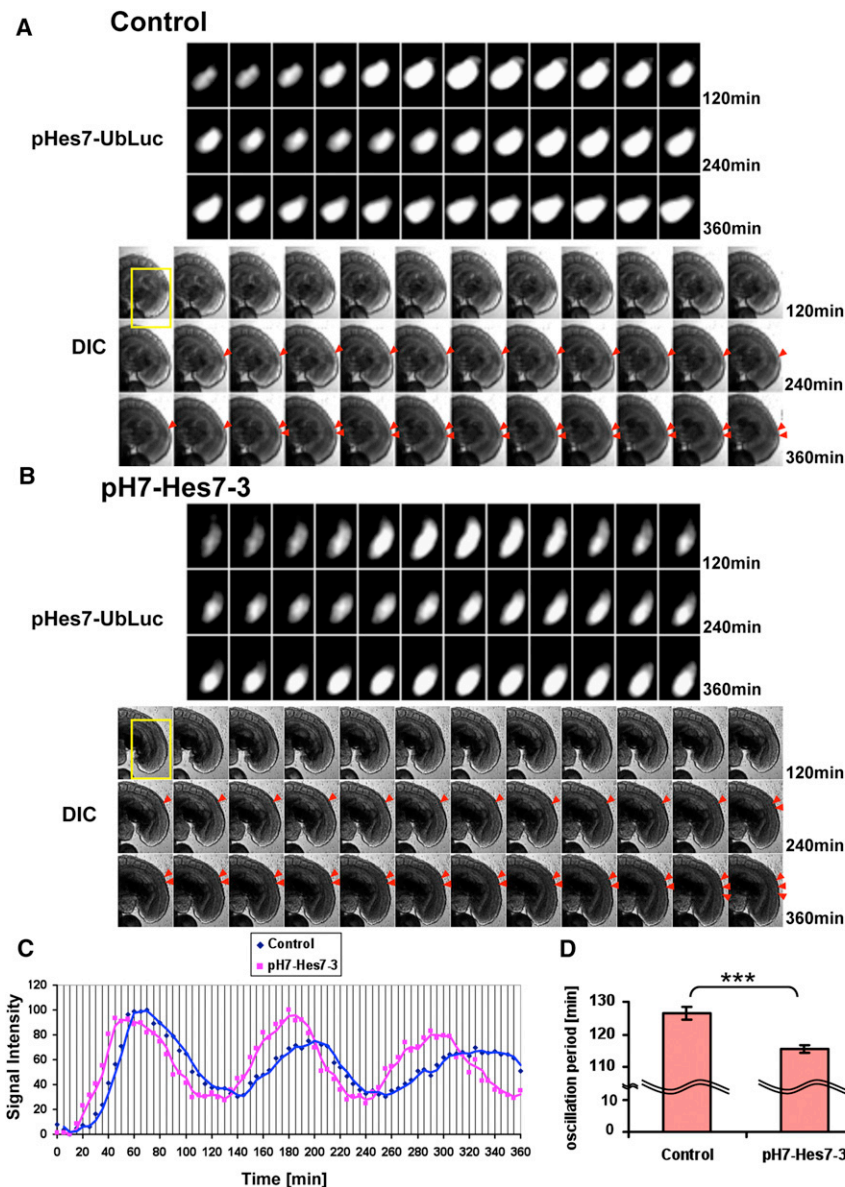 A
Control
120min
pHes7-UbLuc
240min
360min
120min
DIC
240min
360min
B
pH7-Hes7-3
120min
pHes7-UbLuc
240min
360min
120min
DIC
240min
360min
C
Control
pH7-Hes7-3
Signal Intensity
120
100
80
60
40
20
0
0 20 40 60 80 100 120 140 160 180 200 220 240 260 280 300 320 340 360
Time [min]
D
***
oscillation period [min]
130
120
110
10
0
Control
pH7-Hes7-3